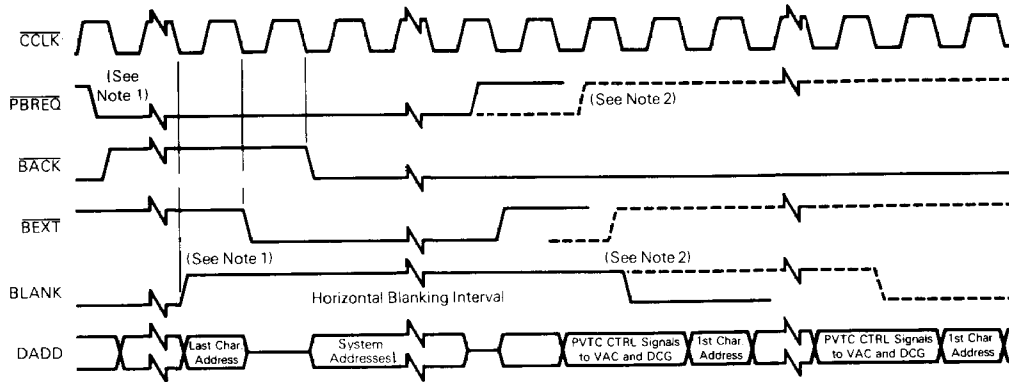 CCLK
(See
Note 1)
PBREQ
(See Note 2)
BACK
BEXT
(See Note 1)
(See Note 2)
BLANK
Horizontal Blanking Interval
DADD
Last Char.
Address
System
Addresses
PVTC CTRL Signals
to VAC and DCG
1st Char.
Address
PVTC CTRL Signals
to VAC and DCG
1st Char.
Address